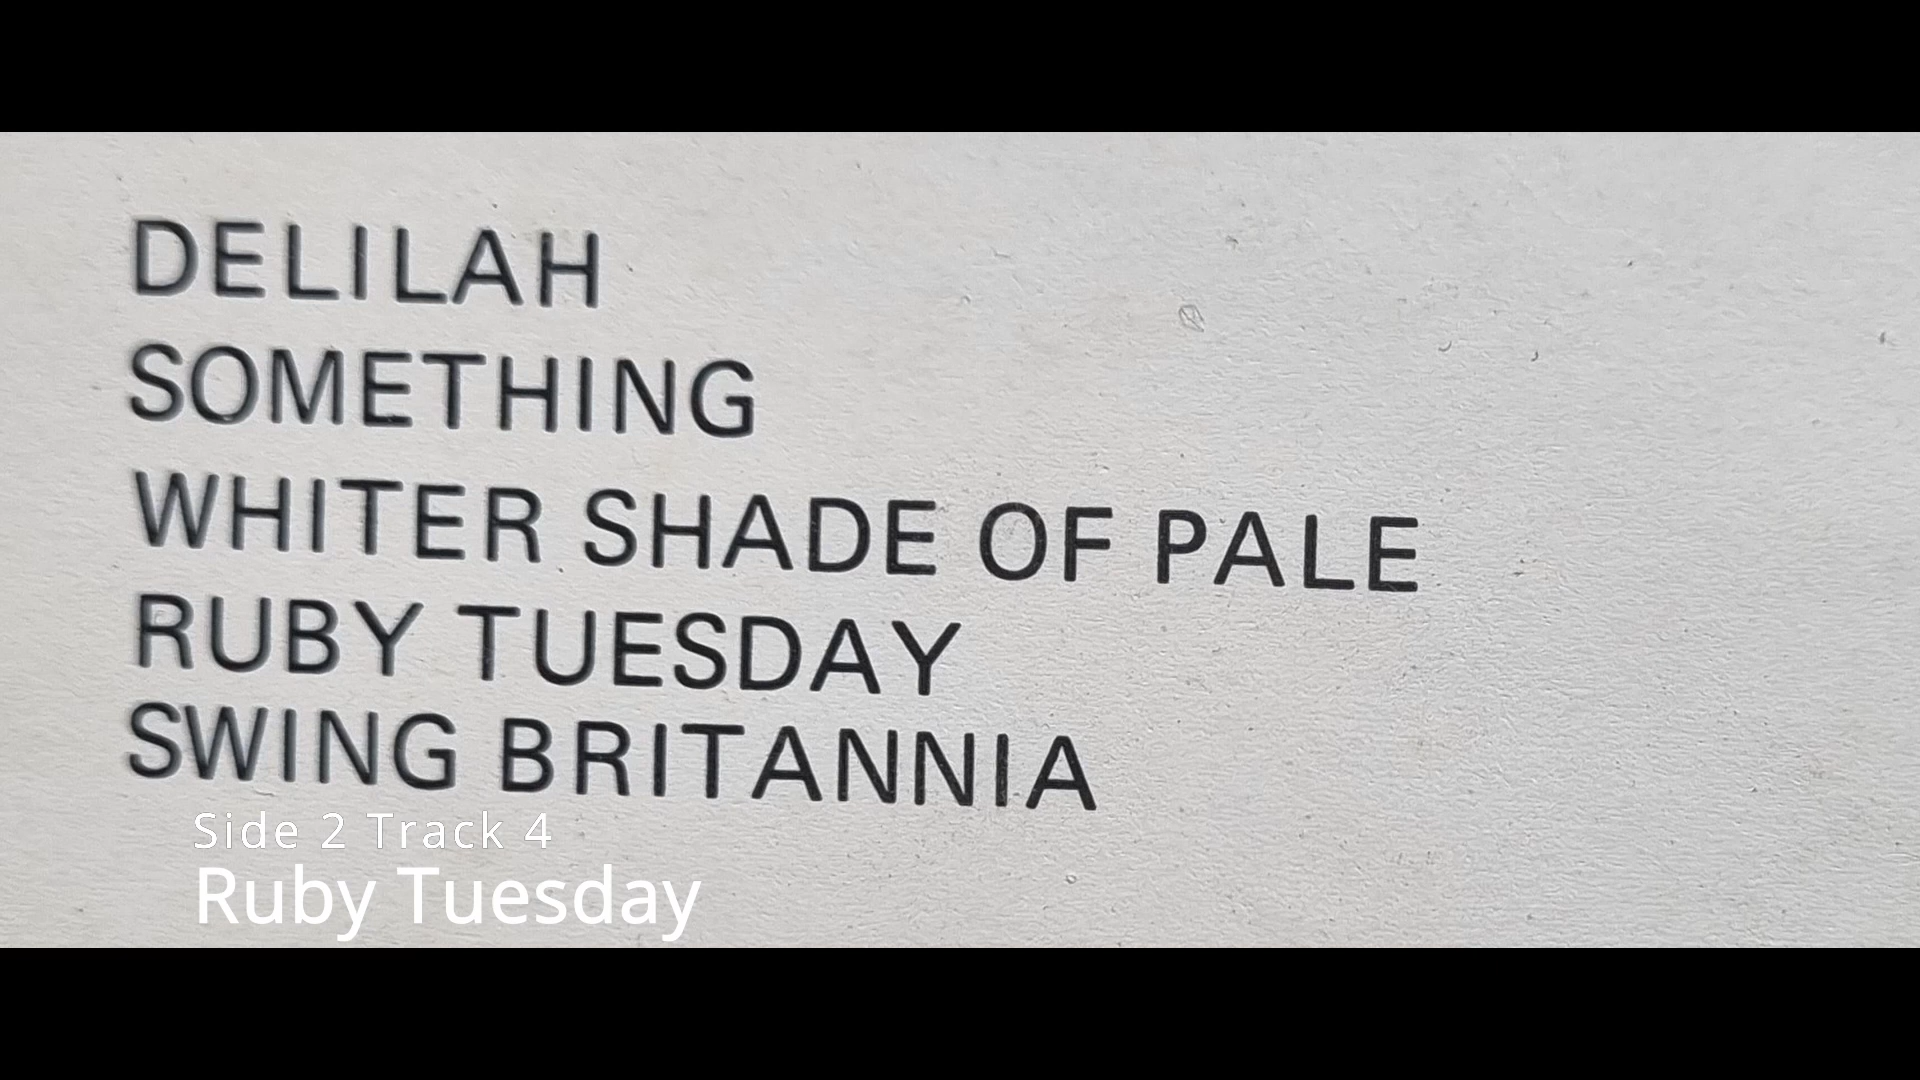 DELILAH
SOMETHING
WHITER SHADE OF PALE
RUBY TUESDAY
SWING BRITANNIA
Side 2 Track 4
Ruby Tuesday